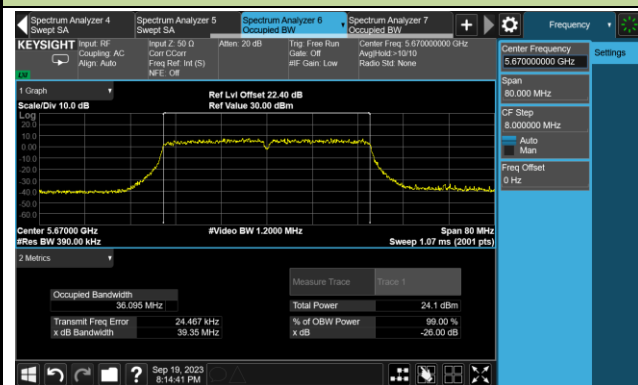 Spectrum Analyzer 4
Swept SA
Spectrum Analyzer 5
Swept SA
Spectrum Analyzer 6
Occupied BW
Spectrum Analyzer 7
Occupied BW
Frequency
KEYSIGHT
Input: RF
Coupling: AC
Align: Auto
Input Z: 50 Ω
Corr CCorr
Freq Ref: Int (S)
NFE: Off
Atten: 20 dB
Trig: Free Run
Gate: Off
#IF Gain: Low
Center Freq: 5.670000000 GHz
Avg|Hold:>10/10
Radio Std: None
Center Frequency
5.670000000 GHz
Settings
Span
80.000 MHz
CF Step
8.000000 MHz
Auto
Man
Freq Offset
0 Hz
1 Graph
Scale/Div 10.0 dB
Ref Lvl Offset 22.40 dB
Ref Value 30.00 dBm
Log
20.0
10.0
0.00
-10.0
-20.0
-30.0
-40.0
-50.0
-60.0
Center 5.67000 GHz
#Res BW 390.00 kHz
#Video BW 1.2000 MHz
Span 80 MHz
Sweep 1.07 ms (2001 pts)
2 Metrics
Measure Trace
Trace 1
Occupied Bandwidth
36.095 MHz
Total Power
24.1 dBm
Transmit Freq Error
24.467 kHz
% of OBW Power
99.00 %
x dB Bandwidth
39.35 MHz
x dB
-26.00 dB
Sep 19, 2023
8:14:41 PM